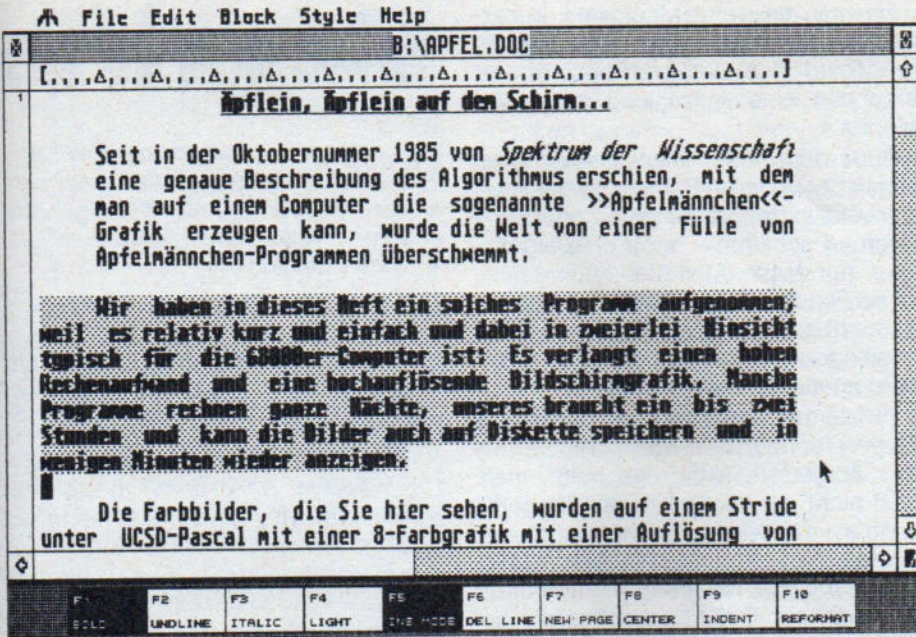 File Edit Block Style Help
B:\APFEL.DOC
[....Δ....Δ....Δ....Δ....Δ....Δ....Δ....Δ....Δ....Δ....Δ....Δ....Δ....]
1
Äpflein, Äpflein auf dem Schirm...
Seit in der Oktobernummer 1985 von Spektrum der Wissenschaft
eine genaue Beschreibung des Algorithmus erschien, mit dem
man auf einem Computer die sogenannte >>Apfelmännchen<<-
Grafik erzeugen kann, wurde die Welt von einer Fülle von
Apfelmännchen-Programmen überschwemmt.
Wir haben in dieses Heft ein solches Programm aufgenommen,
weil es relativ kurz und einfach und dabei in zweierlei Hinsicht
typisch für die 68000er-Computer ist: Es verlangt einen hohen
Rechenaufwand und eine hochauflösende Bildschirmgrafik. Manche
Programme rechnen ganze Nächte, unseres braucht ein bis zwei
Stunden und kann die Bilder auch auf Diskette speichern und in
wenigen Minuten wieder anzeigen.
Die Farbbilder, die Sie hier sehen, wurden auf einem Stride
unter UCSD-Pascal mit einer 8-Farbgrafik mit einer Auflösung von
F1 F2 F3 F4 F5 F6 F7 F8 F9 F10
BOLD UNDLINE ITALIC LIGHT INS MODE DEL LINE NEW PAGE CENTER INDENT REFORMAT